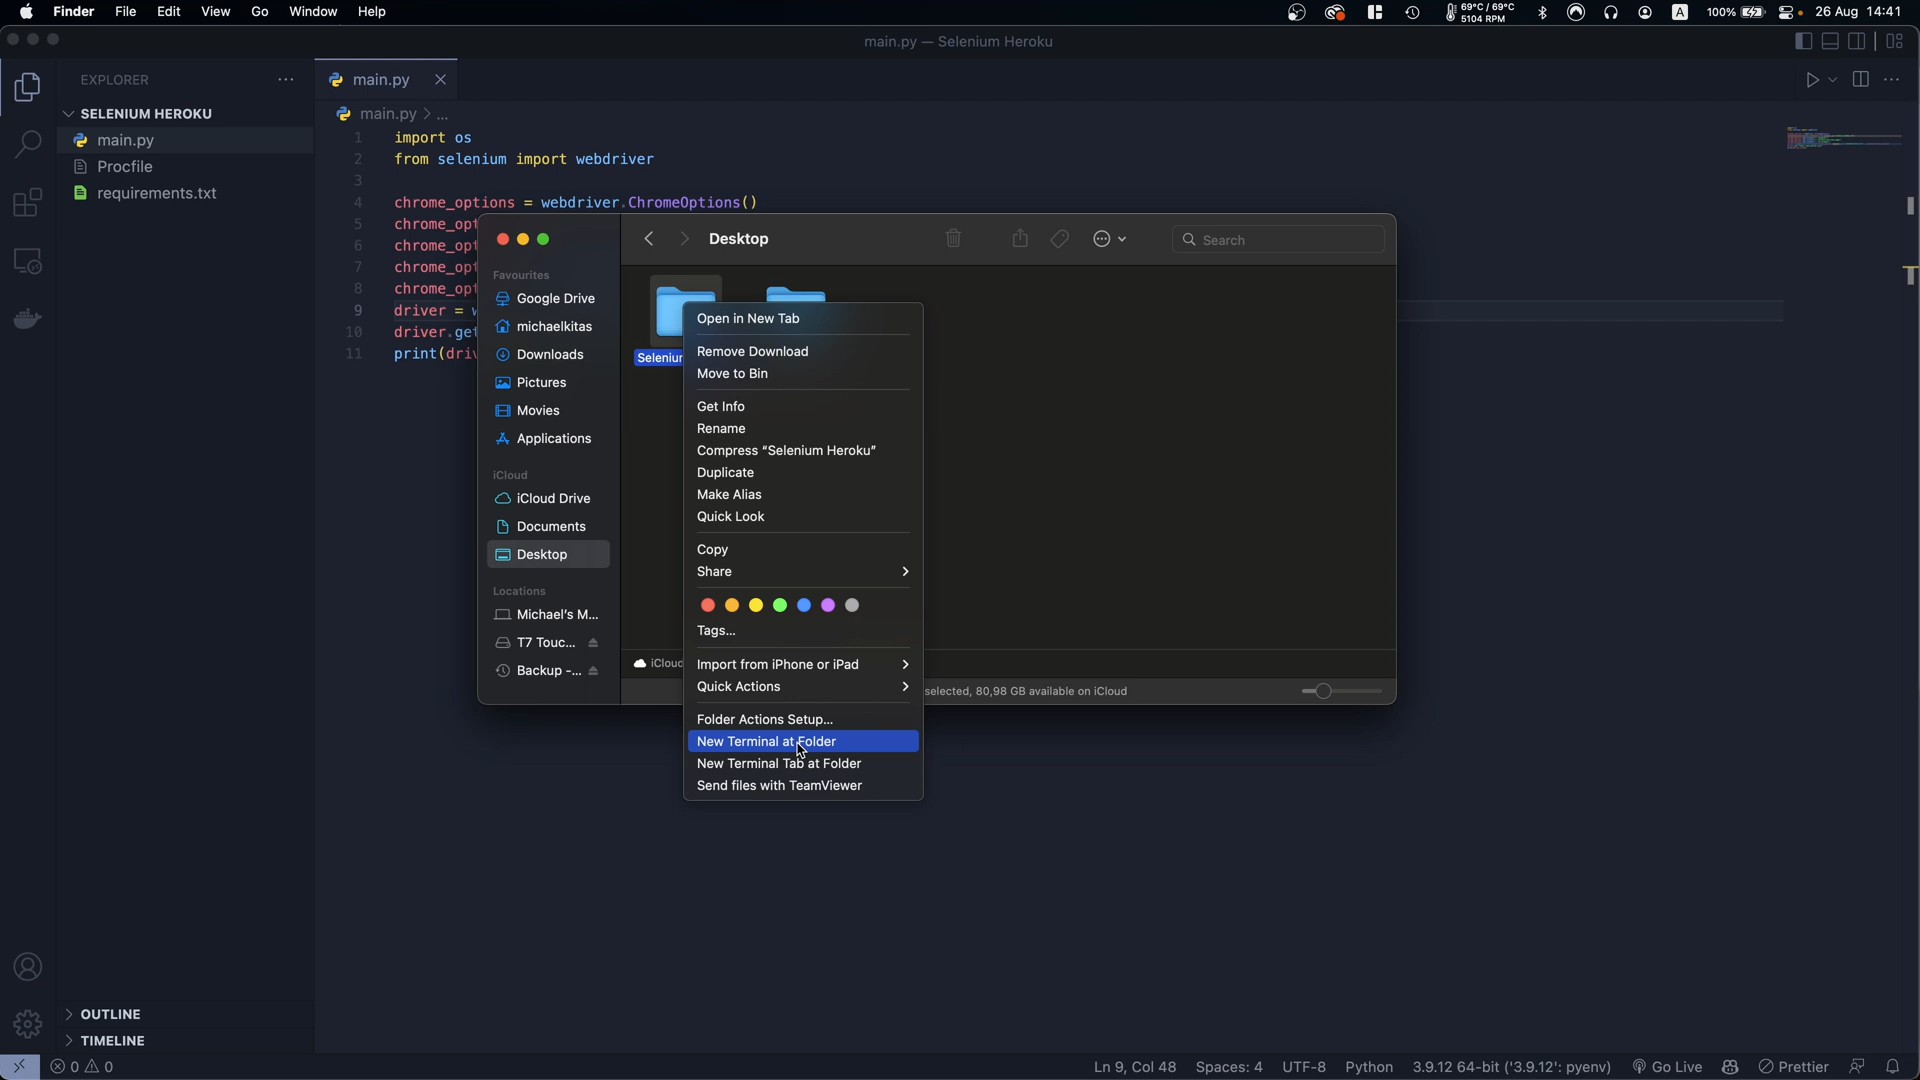 Finder File Edit View Go Window Help
69°C / 69°C
5104 RPM
A
100%
26 Aug 14:41
main.py — Selenium Heroku
EXPLORER
SELENIUM HEROKU
main.py
Procfile
requirements.txt
OUTLINE
TIMELINE
main.py
main.py > ...
1 import os
2 from selenium import webdriver
3
4 chrome_options = webdriver.ChromeOptions()
5 chrome_opt
6 chrome_opt
7 chrome_opt
8 chrome_opt
9 driver = w
10 driver.get
11 print(driv
Desktop
Search
Favourites
Google Drive
michaelkitas
Downloads
Pictures
Movies
Applications
iCloud
iCloud Drive
Documents
Desktop
Locations
Michael's M...
T7 Touc...
Backup -...
Selenium
iCloud
selected, 80,98 GB available on iCloud
Open in New Tab
Remove Download
Move to Bin
Get Info
Rename
Compress “Selenium Heroku”
Duplicate
Make Alias
Quick Look
Copy
Share
Tags...
Import from iPhone or iPad
Quick Actions
Folder Actions Setup...
New Terminal at Folder
New Terminal Tab at Folder
Send files with TeamViewer
0 0
Ln 9, Col 48 Spaces: 4 UTF-8 Python 3.9.12 64-bit ('3.9.12': pyenv) Go Live Prettier